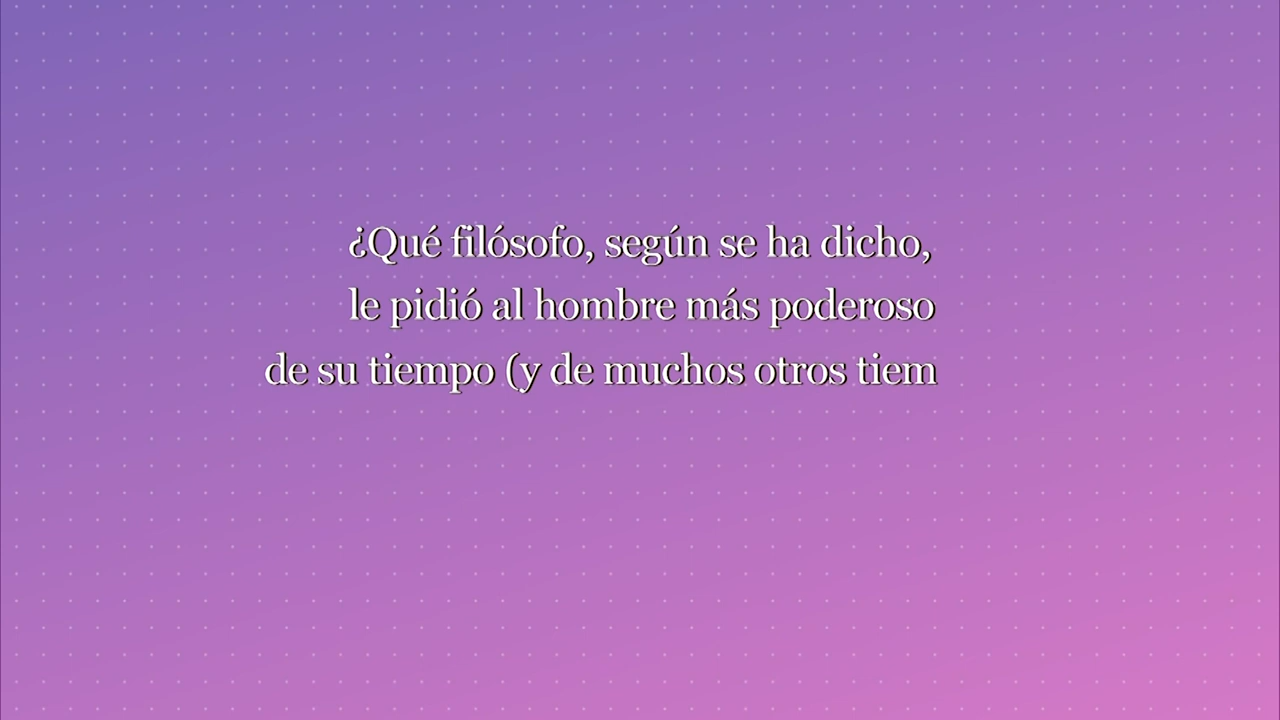 ¿Qué filósofo, según se ha dicho,
le pidió al hombre más poderoso
de su tiempo (y de muchos otros tiem